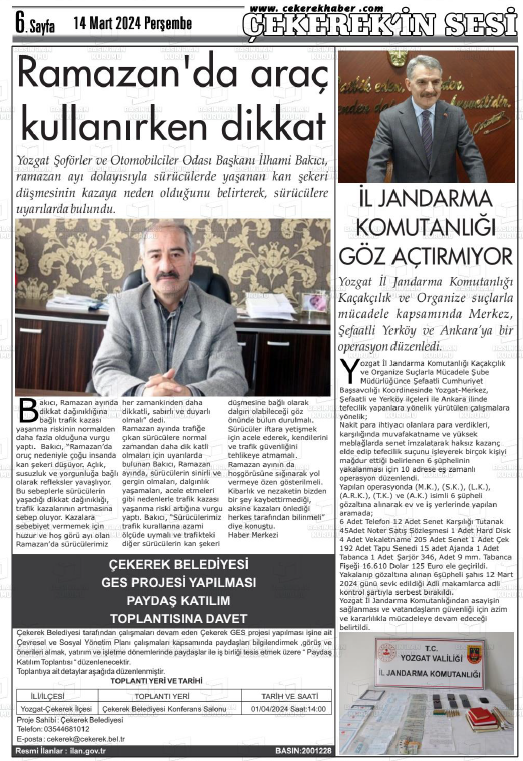 6.Sayfa
14 Mart 2024 Perşembe
www. cekerekhaber .com
ÇEKEREK'İN SESİ
Ramazan'da araç
kullanırken dikkat
Yozgat Şoförler ve Otomobilciler Odası Başkanı İlhami Bakıcı,
ramazan ayı dolayısıyla sürücülerde yaşanan kan şekeri
düşmesinin kazaya neden olduğunu belirterek, sürücülere
uyarılarda bulundu.
Bakıcı, Ramazan ayında
dikkat dağınıklığına
bağlı trafik kazası
yaşanma riskinin normalden
daha fazla olduğuna vurgu
yaptı. Bakıcı, "Ramazan'da
oruç nedeniyle çoğu insanda
kan şekeri düşüyor. Açlık,
susuzluk ve yorgunluğa bağlı
olarak refleksler yavaşlıyor.
Bu sebeplerle sürücülerin
yaşadığı dikkat dağınıklığı,
trafik kazalarının artmasına
sebep oluyor. Kazalara
sebebiyet vermemek için
huzur ve hoş görü ayı olan
Ramazan'da sürücülerimiz
her zamankinden daha
dikkatli, sabırlı ve duyarlı
olmalı" dedi.
Ramazan ayında trafiğe
çıkan sürücülere normal
zamandan daha dik katli
olmaları için uyarılarda
bulunan Bakıcı, Ramazan
ayında, sürücülerin sinirli ve
gergin olmaları, dalgınlık
yaşamaları, acele etmeleri
gibi nedenlerle trafik kazası
yaşanma riski artığına vurgu
yaptı. Bakıcı, "Sürücülerimiz
trafik kurallarına azami
ölçüde uymalı ve trafikteki
diğer sürücülerin kan şekeri
düşmesine bağlı olarak
dalgın olabileceği göz
önünde bulun durulmalı.
Sürücüler iftara yetişmek
için acele ederek, kendilerini
ve trafik güvenliğini
tehlikeye atmamalı.
Ramazan ayının da
hoşgörüsüne sığınarak yol
vermeye özen gösterilmeli.
Kibarlık ve nezaketin bizden
bir şey kaybettirmediği,
aksine kazaları önlediği
herkes tarafından bilinmeli"
diye konuştu.
Haber Merkezi
ÇEKEREK BELEDİYESİ
GES PROJESİ YAPILMASI
PAYDAŞ KATILIM
TOPLANTISINA DAVET
Çekerek Belediyesi tarafından çalışmaları devam eden Çekerek GES projesi yapılması işine ait
Çevresel ve Sosyal Yönetim Planı çalışmaları kapsamında paydaşları bilgilendirmek ,görüş ve
önerileri almak, yatırım ve işletme dönemlerinde paydaşlar ile iş birliği tesis etmek üzere " Paydaş
Katılım Toplantısı " düzenlenecektir.
Toplantıya ait detaylar aşağıda düzenlenmiştir.
TOPLANTI YERİ VE TARİHİ
İLİ/İLÇESİ TOPLANTI YERİ TARİH VE SAATİ
Yozgat-Çekerek İlçesi Çekerek Belediyesi Konferans Salonu 01/04/2024 Saat:14:00
Proje Sahibi : Çekerek Belediyesi
Telefon: 03544681012
E-posta : cekerek@cekerek.bel.tr
Resmi İlanlar : ilan.gov.tr
BASIN:2001228
İL JANDARMA
KOMUTANLIĞI
GÖZ AÇTIRMIYOR
Yozgat İl Jandarma Komutanlığı
Kaçakçılık ve Organize suçlarla
mücadele kapsamında Merkez,
Şefaatli Yerköy ve Ankara'ya bir
operasyon düzenledi.
Yozgat İl Jandarma Komutanlığı Kaçakçılık
ve Organize Suçlarla Mücadele Şube
Müdürlüğünce Şefaatli Cumhuriyet
Başsavcılığı Koordinesinde Yozgat-Merkez,
Şefaatli ve Yerköy ilçeleri ile Ankara ilinde
tefecilik yapanlara yönelik yürütülen çalışmalara
yönelik;
Nakit para ihtiyacı olanlara para verdikleri,
karşılığında muvafakatname ve yüksek
meblağlarda senet imzalatarak haksız kazanç
elde edip tefecilik suçunu işleyerek birçok kişiyi
mağdur ettiği belirlenen 6 şüphelinin
yakalanması için 10 adrese eş zamanlı
operasyon düzenlendi.
Yapılan operasyonda (M.K.), (S.K.), (L.K.),
(A.R.K.), (T.K.) ve (A.K.) isimli 6 şüpheli
gözaltına alınarak ev ve iş yerlerinde yapılan
aramada;
6 Adet Telefon 12 Adet Senet Karşılığı Tutanak
45Adet Noter Satış Sözleşmesi 1 Adet Hard Disk
4 Adet Vekaletname 205 Adet Senet 1 Adet Çek
192 Adet Tapu Senedi 15 adet Ajanda 1 Adet
Tabanca 1 Adet Şarjör 346, Adet 9 mm. Tabanca
Fişeği 16.610 Dolar 125 Euro ele geçirildi.
Yakalanıp gözaltına alınan 6şüpheli şahıs 12 Mart
2024 günü sevk edildiği Adli makamlarca adli
kontrol şartıyla serbest bırakıldı.
Yozgat İl Jandarma Komutanlığından asayişin
sağlanması ve vatandaşların güvenliği için azim
ve kararlılıkla mücadeleye devam edeceği
belirtildi.
T.C.
YOZGAT VALİLİĞİ
İL JANDARMA KOMUTANLIĞI